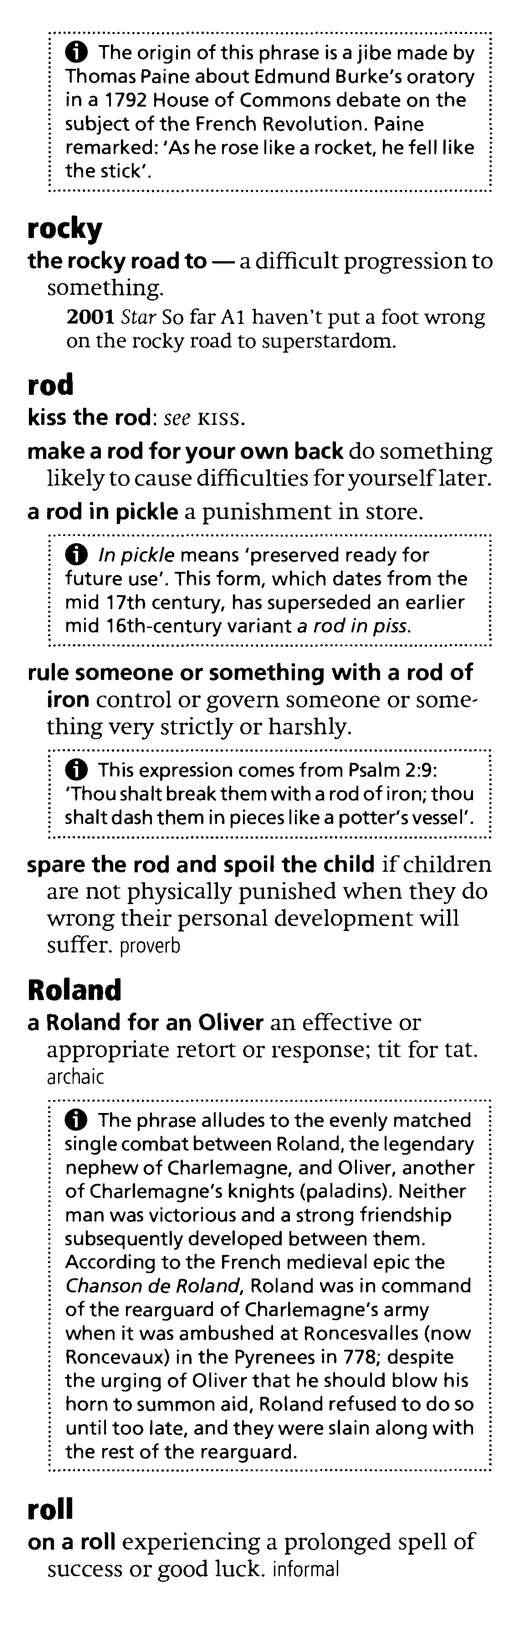 The origin of this phrase is a jibe made by
Thomas Paine about Edmund Burke's oratory
in a 1792 House of Commons debate on the
subject of the French Revolution. Paine
remarked: 'As he rose like a rocket, he fell like
the stick'.
rocky
the rocky road to — a difficult progression to
something.
2001 Star So far A1 haven't put a foot wrong
on the rocky road to superstardom.
rod
kiss the rod: see KISS.
make a rod for your own back do something
likely to cause difficulties for yourself later.
a rod in pickle a punishment in store.
In pickle means 'preserved ready for
future use'. This form, which dates from the
mid 17th century, has superseded an earlier
mid 16th-century variant a rod in piss.
rule someone or something with a rod of
iron control or govern someone or some-
thing very strictly or harshly.
This expression comes from Psalm 2:9:
'Thou shalt break them with a rod of iron; thou
shalt dash them in pieces like a potter's vessel'.
spare the rod and spoil the child if children
are not physically punished when they do
wrong their personal development will
suffer. proverb
Roland
a Roland for an Oliver an effective or
appropriate retort or response; tit for tat.
archaic
The phrase alludes to the evenly matched
single combat between Roland, the legendary
nephew of Charlemagne, and Oliver, another
of Charlemagne's knights (paladins). Neither
man was victorious and a strong friendship
subsequently developed between them.
According to the French medieval epic the
Chanson de Roland, Roland was in command
of the rearguard of Charlemagne's army
when it was ambushed at Roncesvalles (now
Roncevaux) in the Pyrenees in 778; despite
the urging of Oliver that he should blow his
horn to summon aid, Roland refused to do so
until too late, and they were slain along with
the rest of the rearguard.
roll
on a roll experiencing a prolonged spell of
success or good luck. informal